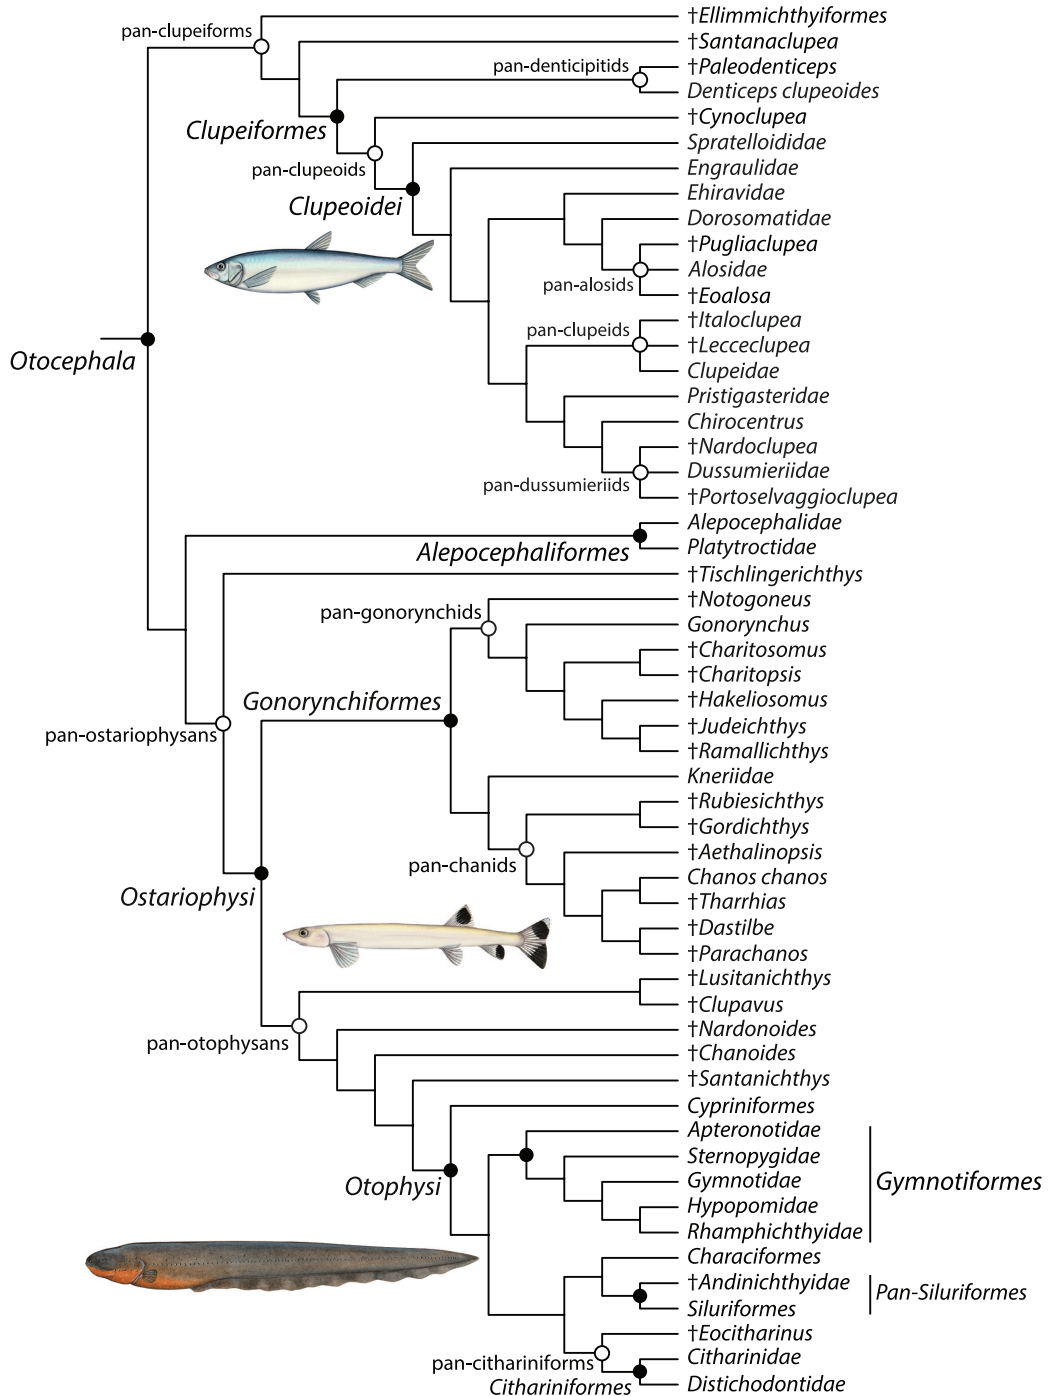 pan-clupeiforms
†Ellimmichthyiformes
†Santanaclupea
pan-denticipitids
†Paleodenticeps
Denticeps clupeoides
Clupeiformes
†Cynoclupea
pan-clupeoids
Spratelloididae
Engraulidae
Clupeoidei
Ehiravidae
Dorosomatidae
†Pugliaclupea
Alosidae
pan-alosids
†Eoalosa
†Italoclupea
pan-clupeids
†Lecceclupea
Otocephala
Clupeidae
Pristigasteridae
Chirocentrus
†Nardoclupea
Dussumieriidae
pan-dussumieriids
†Portoselvaggioclupea
Alepocephalidae
Alepocephaliformes
Platytroctidae
†Tischlingerichthys
†Notogoneus
pan-gonorynchids
Gonorynchus
†Charitosomus
†Charitopsis
Gonorynchiformes
†Hakeliosomus
†Judeichthys
pan-ostariophysans
†Ramallichthys
Kneriidae
†Rubiesichthys
†Gordichthys
†Aethalinopsis
pan-chanids
Chanos chanos
Ostariophysi
†Tharrhias
†Dastilbe
†Parachanos
†Lusitanichthys
†Clupavus
†Nardonoides
pan-otophysans
†Chanoides
†Santanichthys
Cypriniformes
Apteronotidae
Sternopygidae
Otophysi
Gymnotidae
Gymnotiformes
Hypopomidae
Rhamphichthyidae
Characiformes
†Andinichthyidae
Pan-Siluriformes
Siluriformes
†Eocitharinus
pan-cithariniforms
Citharinidae
Cithariniformes
Distichodontidae